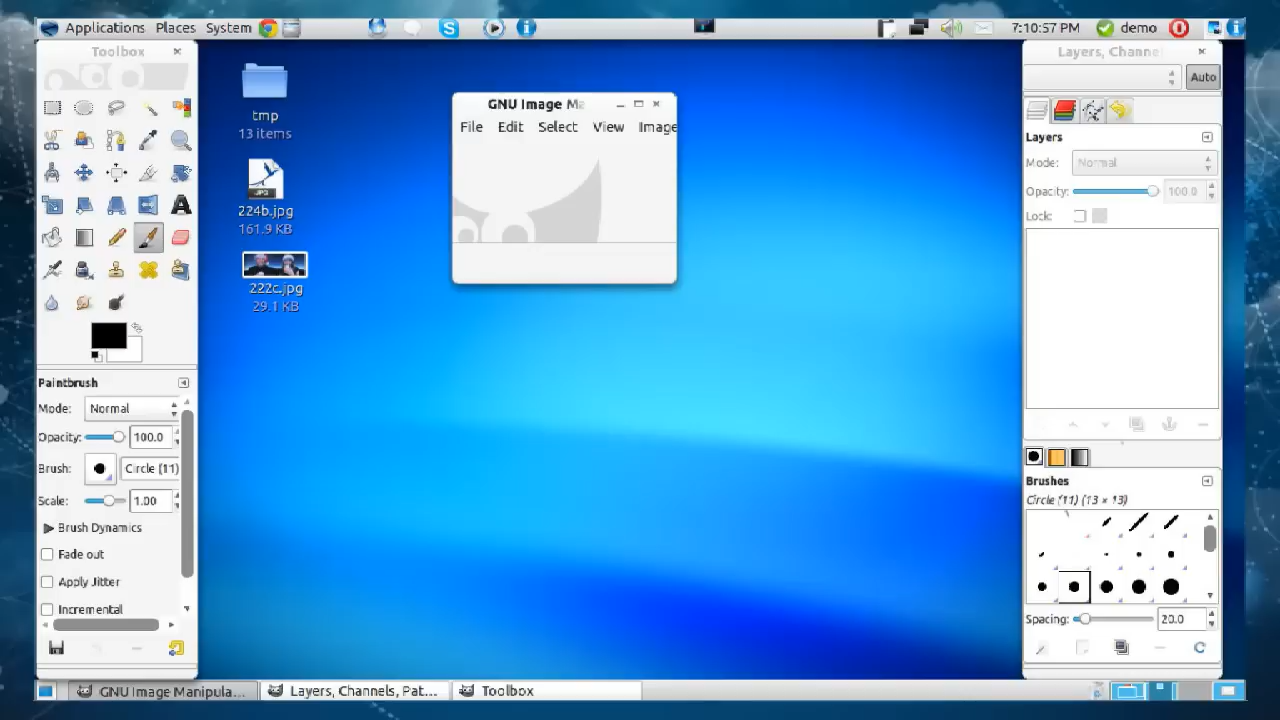 Applications Places System
7:10:57 PM demo
Toolbox
tmp
13 items
JPG
224b.jpg
161.9 KB
222c.jpg
29.1 KB
Paintbrush
Mode: Normal
Opacity: 100.0
Brush: Circle (11)
Scale: 1.00
Brush Dynamics
Fade out
Apply Jitter
Incremental
GNU Image Ma
File Edit Select View Image
Layers, Channe
Auto
Layers
Mode: Normal
Opacity: 100.0
Lock:
Brushes
Circle (11) (13 × 13)
Spacing: 20.0
GNU Image Manipula...
Layers, Channels, Pat...
Toolbox